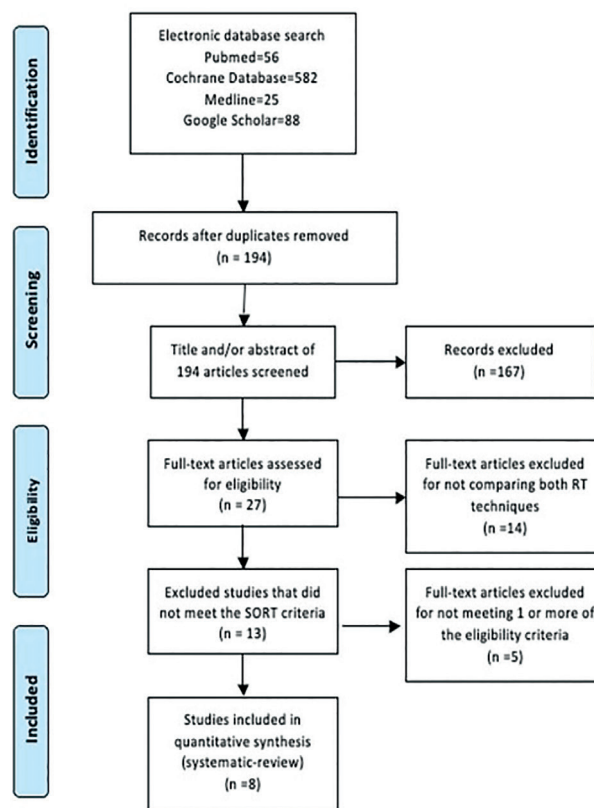 Identification
Electronic database search
Pubmed=56
Cochrane Database=582
Medline=25
Google Scholar=88
Screening
Records after duplicates removed
(n = 194)
Title and/or abstract of
194 articles screened
Records excluded
(n =167)
Eligibility
Full-text articles assessed
for eligibility
(n = 27)
Full-text articles excluded
for not comparing both RT
techniques
(n =14)
Excluded studies that did
not meet the SORT criteria
(n = 13)
Full-text articles excluded
for not meeting 1 or more of
the eligibility criteria
(n =5)
Included
Studies included in
quantitative synthesis
(systematic-review)
(n =8)